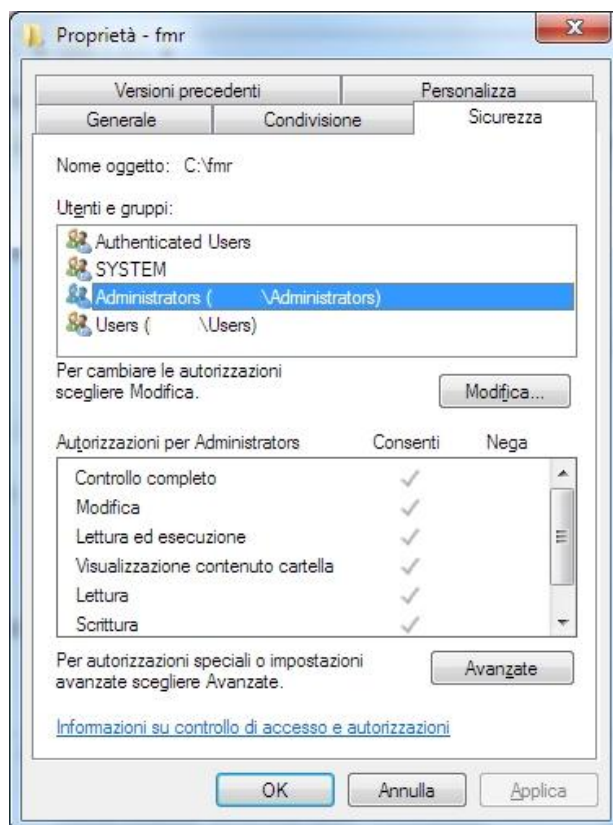 Proprietà - fmr
Versioni precedenti Personalizza
Generale Condivisione Sicurezza
Nome oggetto: C:\fmr
Utenti e gruppi:
Authenticated Users
SYSTEM
Administrators ( \Administrators)
Users ( \Users)
Per cambiare le autorizzazioni
scegliere Modifica.
Modifica...
Autorizzazioni per Administrators Consenti Nega
Controllo completo
Modifica
Lettura ed esecuzione
Visualizzazione contenuto cartella
Lettura
Scrittura
Per autorizzazioni speciali o impostazioni
avanzate scegliere Avanzate.
Avanzate
Informazioni su controllo di accesso e autorizzazioni
OK Annulla Applica